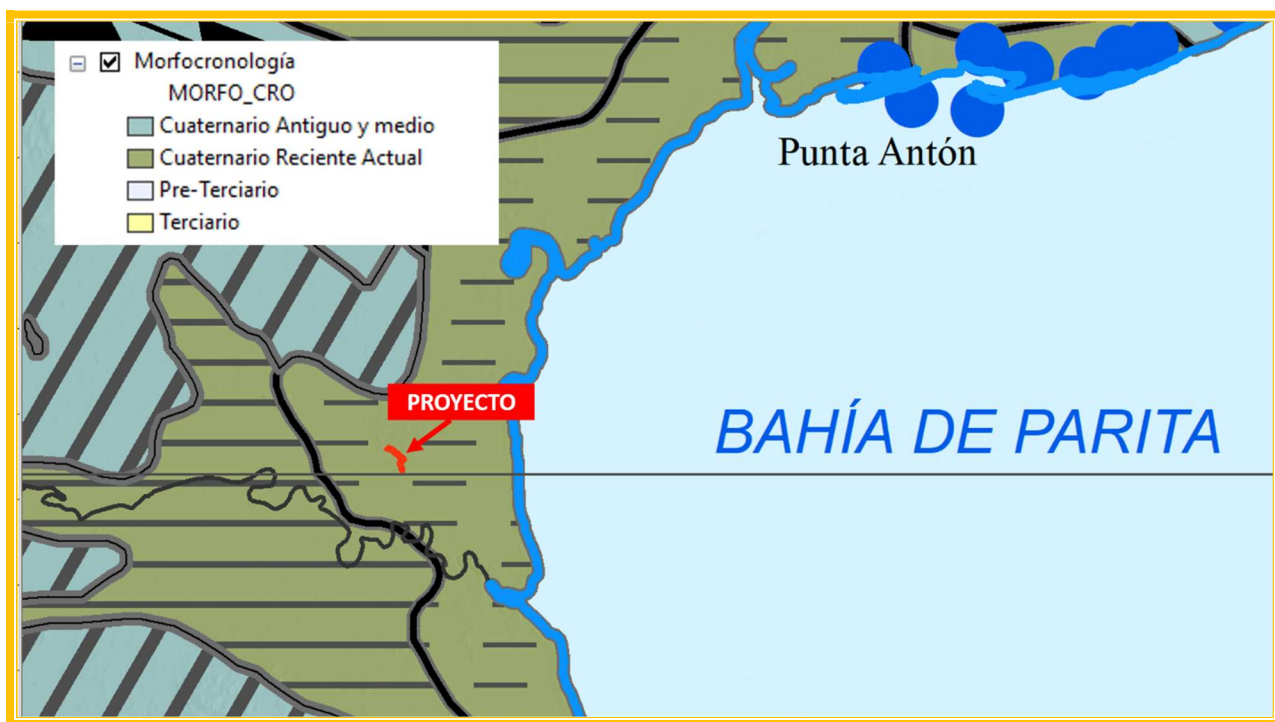 Morfocronología
MORFO_CRO
Cuaternario Antiguo y medio
Cuaternario Reciente Actual
Pre-Terciario
Terciario
Punta Antón
PROYECTO
BAHÍA DE PARITA